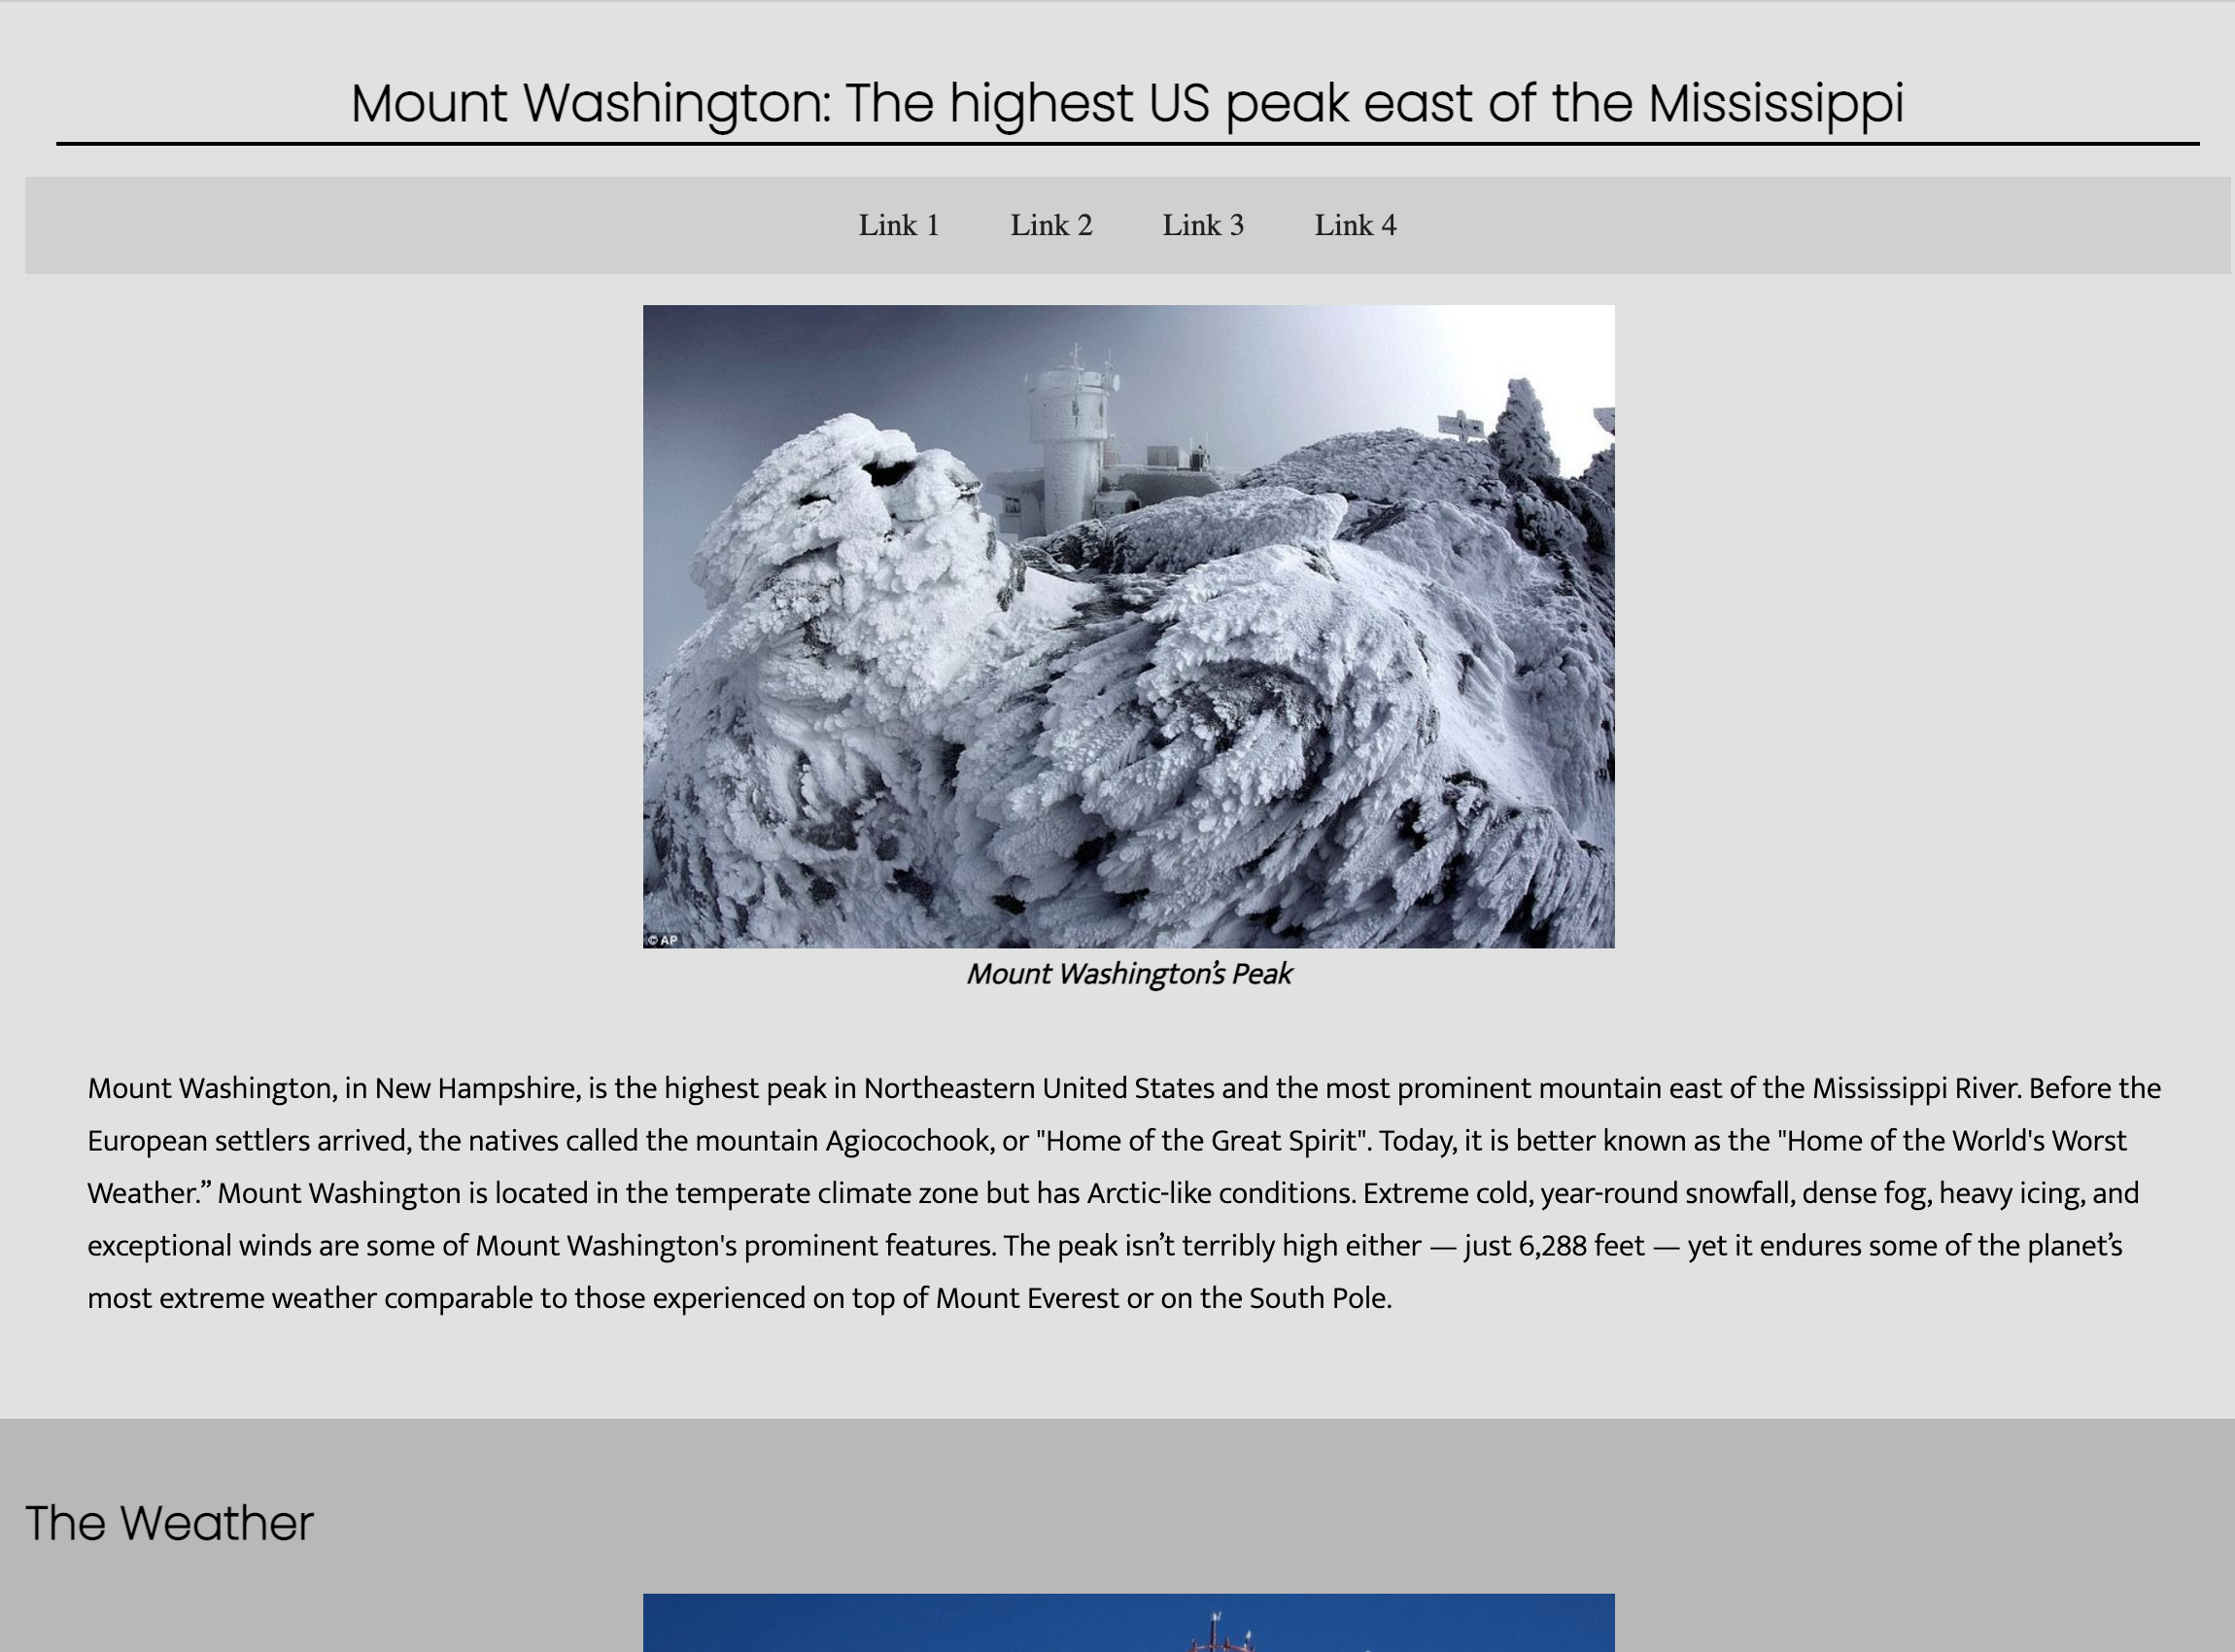 Mount Washington: The highest US peak east of the Mississippi
Link 1 Link 2 Link 3 Link 4
© AP
Mount Washington’s Peak
Mount Washington, in New Hampshire, is the highest peak in Northeastern United States and the most prominent mountain east of the Mississippi River. Before the
European settlers arrived, the natives called the mountain Agiocochook, or "Home of the Great Spirit". Today, it is better known as the "Home of the World's Worst
Weather.” Mount Washington is located in the temperate climate zone but has Arctic-like conditions. Extreme cold, year-round snowfall, dense fog, heavy icing, and
exceptional winds are some of Mount Washington's prominent features. The peak isn’t terribly high either — just 6,288 feet — yet it endures some of the planet’s
most extreme weather comparable to those experienced on top of Mount Everest or on the South Pole.
The Weather